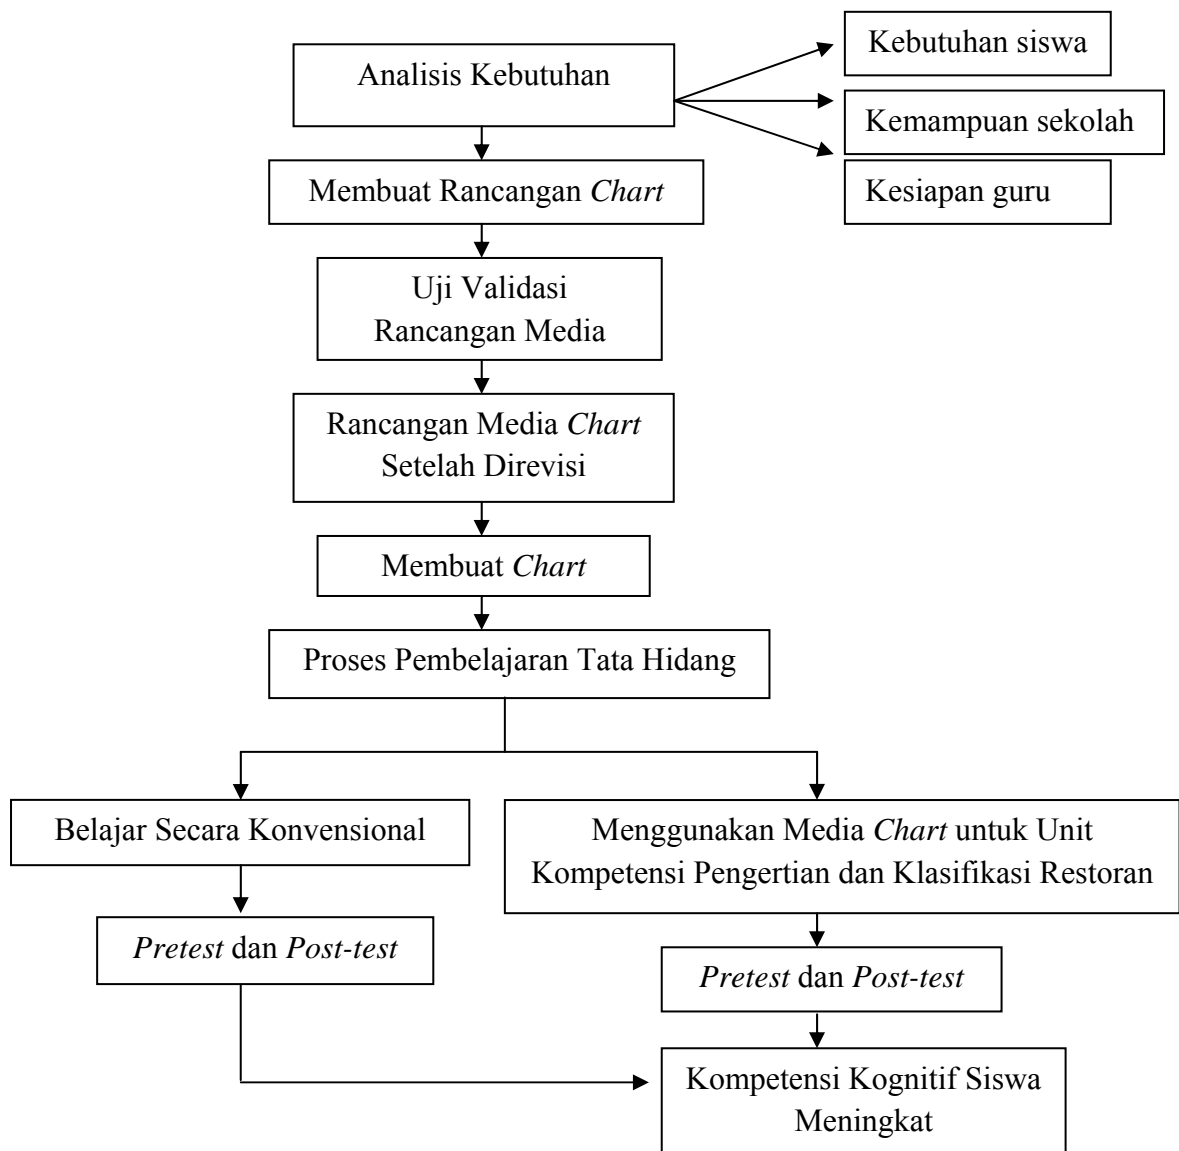 Analisis Kebutuhan
Kebutuhan siswa
Kemampuan sekolah
Kesiapan guru
Membuat Rancangan Chart
Uji Validasi
Rancangan Media
Rancangan Media Chart
Setelah Direvisi
Membuat Chart
Proses Pembelajaran Tata Hidang
Belajar Secara Konvensional
Menggunakan Media Chart untuk Unit
Kompetensi Pengertian dan Klasifikasi Restoran
Pretest dan Post-test
Pretest dan Post-test
Kompetensi Kognitif Siswa
Meningkat